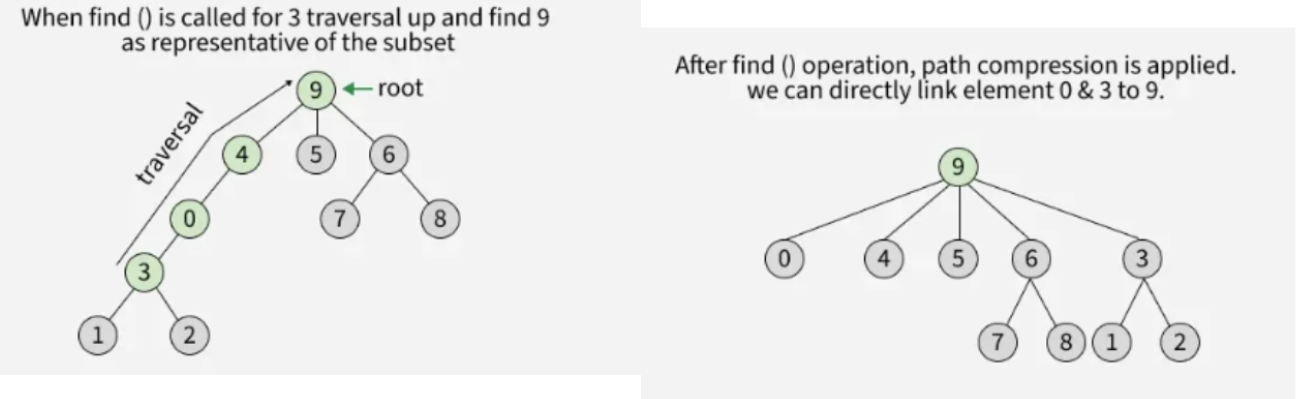 When find () is called for 3 traversal up and find 9
as representative of the subset
9 root
traversal
4 5 6
0 7 8
3
1 2
After find () operation, path compression is applied.
we can directly link element 0 & 3 to 9.
9
0 4 5 6 3
7 8 1 2